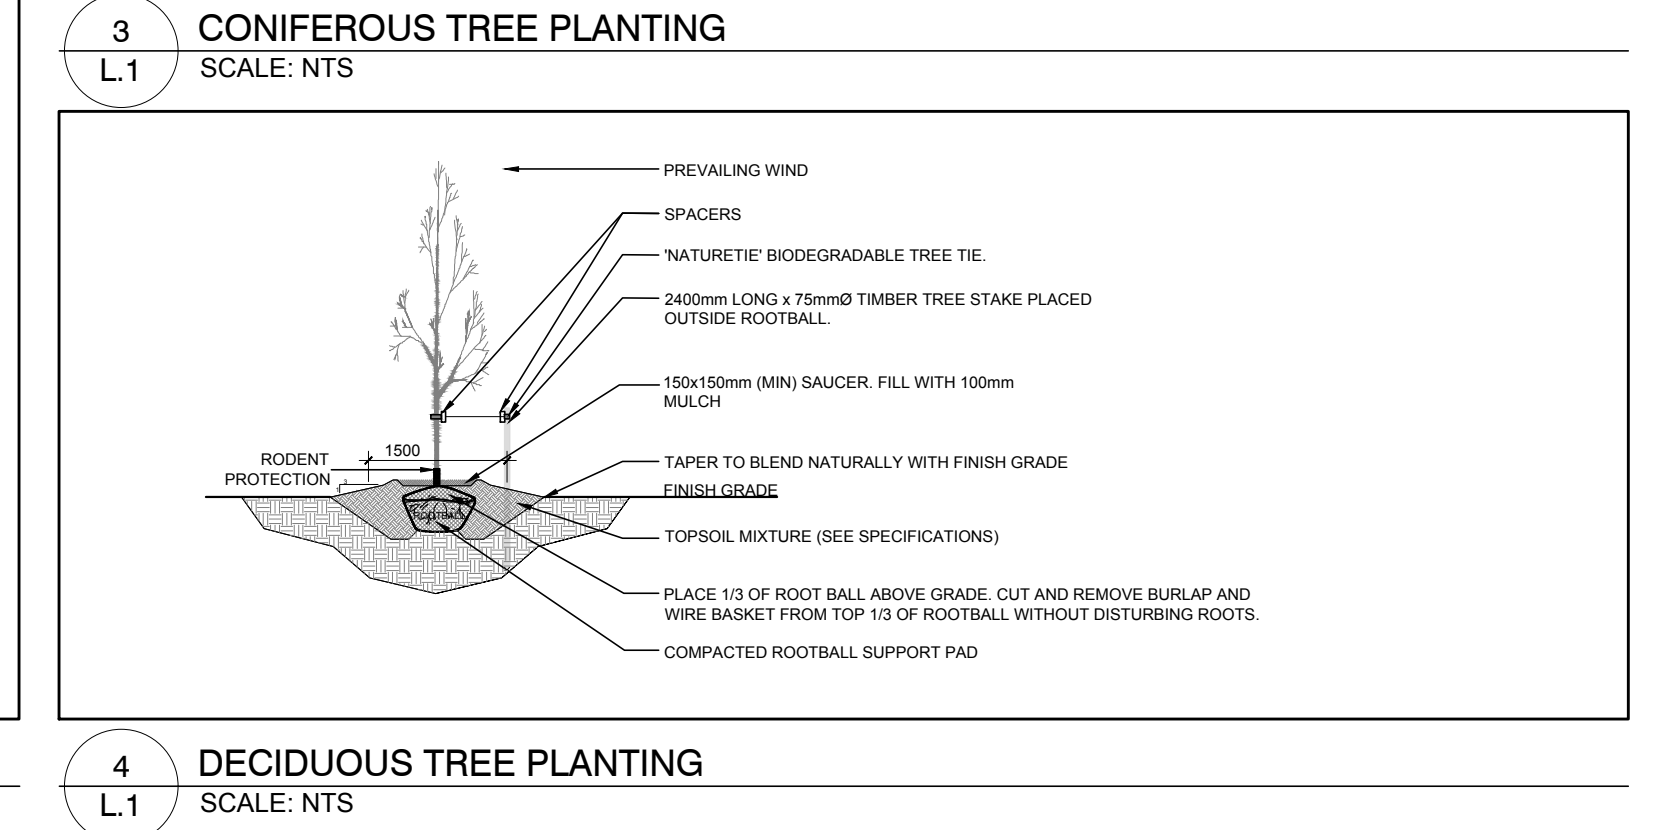 3
CONIFEROUS TREE PLANTING
L.1
SCALE: NTS
PREVAILING WIND
SPACERS
'NATURETIE' BIODEGRADABLE TREE TIE.
2400mm LONG x 75mmØ TIMBER TREE STAKE PLACED
OUTSIDE ROOTBALL.
150x150mm (MIN) SAUCER. FILL WITH 100mm
MULCH
1500
RODENT
PROTECTION
3
1
TAPER TO BLEND NATURALLY WITH FINISH GRADE
FINISH GRADE
ROOTBALL
TOPSOIL MIXTURE (SEE SPECIFICATIONS)
PLACE 1/3 OF ROOT BALL ABOVE GRADE. CUT AND REMOVE BURLAP AND
WIRE BASKET FROM TOP 1/3 OF ROOTBALL WITHOUT DISTURBING ROOTS.
COMPACTED ROOTBALL SUPPORT PAD
4
DECIDUOUS TREE PLANTING
L.1
SCALE: NTS